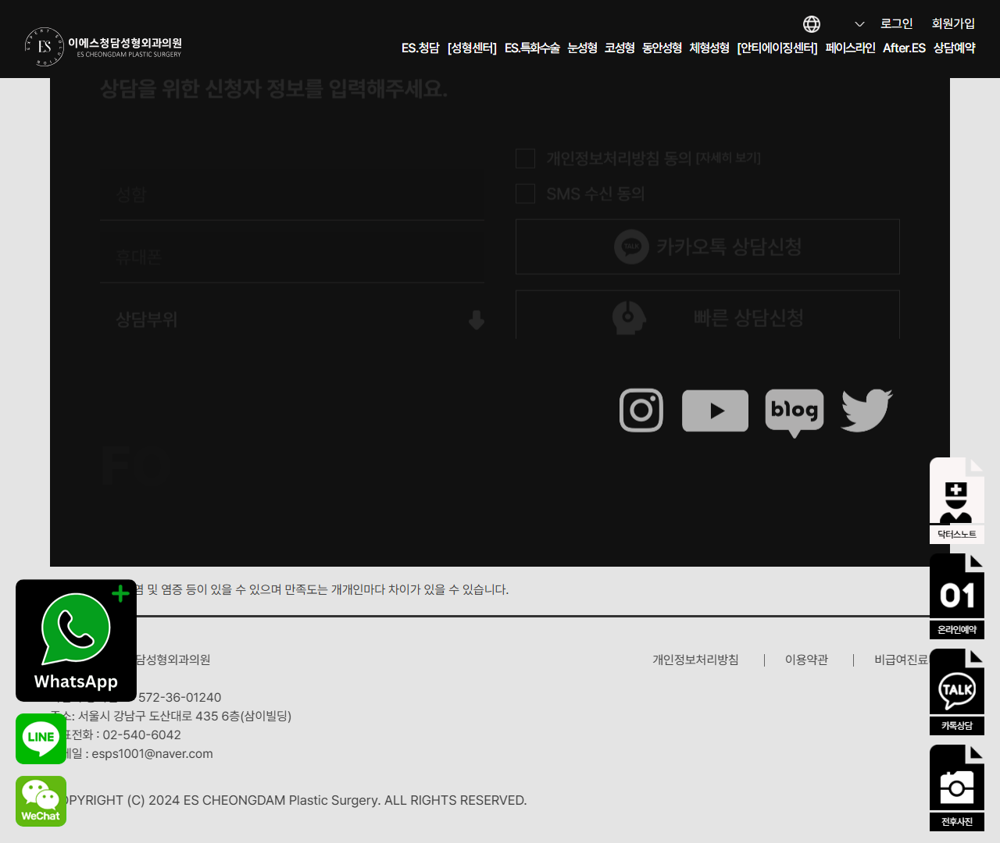 로그인 회원가입
EXPERT SOLUTION
ES
이에스청담성형외과의원
ES CHEONGDAM PLASTIC SURGERY
ES.청담 [성형센터] ES.특화수술 눈성형 코성형 동안성형 체형성형 [안티에이징센터] 페이스라인 After.ES 상담예약
상담을 위한 신청자 정보를 입력해주세요.
개인정보처리방침 동의 [자세히 보기]
성함
SMS 수신 동의
휴대폰
TALK 카카오톡 상담신청
상담부위
빠른 상담신청
blog
FO
닥터스노트
01
온라인예약
TALK
카톡상담
전후사진
및 염증 등이 있을 수 있으며 만족도는 개개인마다 차이가 있을 수 있습니다.
WhatsApp
LINE
WeChat
담성형외과의원
개인정보처리방침 | 이용약관 | 비급여진료
572-36-01240
주소: 서울시 강남구 도산대로 435 6층(삼이빌딩)
표전화 : 02-540-6042
메일 : esps1001@naver.com
OPYRIGHT (C) 2024 ES CHEONGDAM Plastic Surgery. ALL RIGHTS RESERVED.